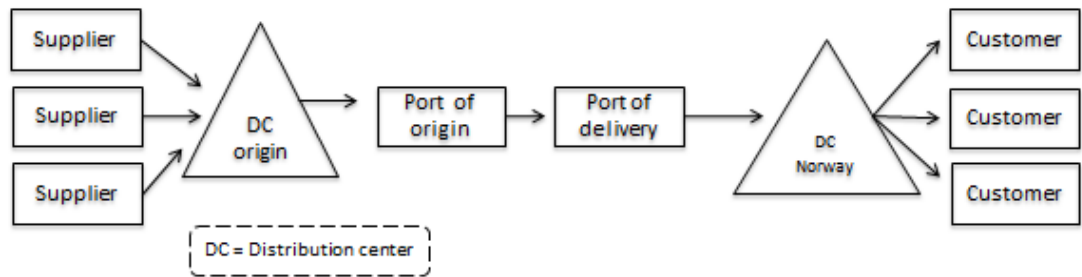 Supplier
Supplier
Supplier
DC
origin
Port of
origin
Port of
delivery
DC
Norway
Customer
Customer
Customer
DC = Distribution center